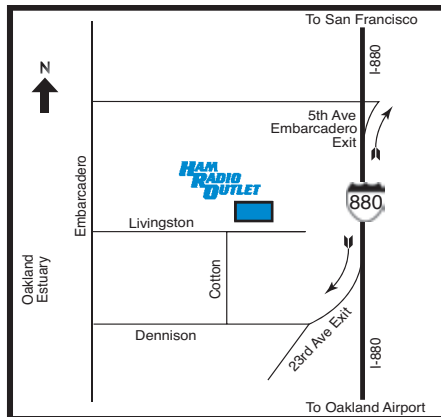 To San Francisco
I-880
N
5th Ave
Embarcadero
Exit
HAM
RADIO
OUTLET
880
Embarcadero
Livingston
Oakland
Estuary
Cotton
Dennison
23rd Ave Exit
I-880
To Oakland Airport